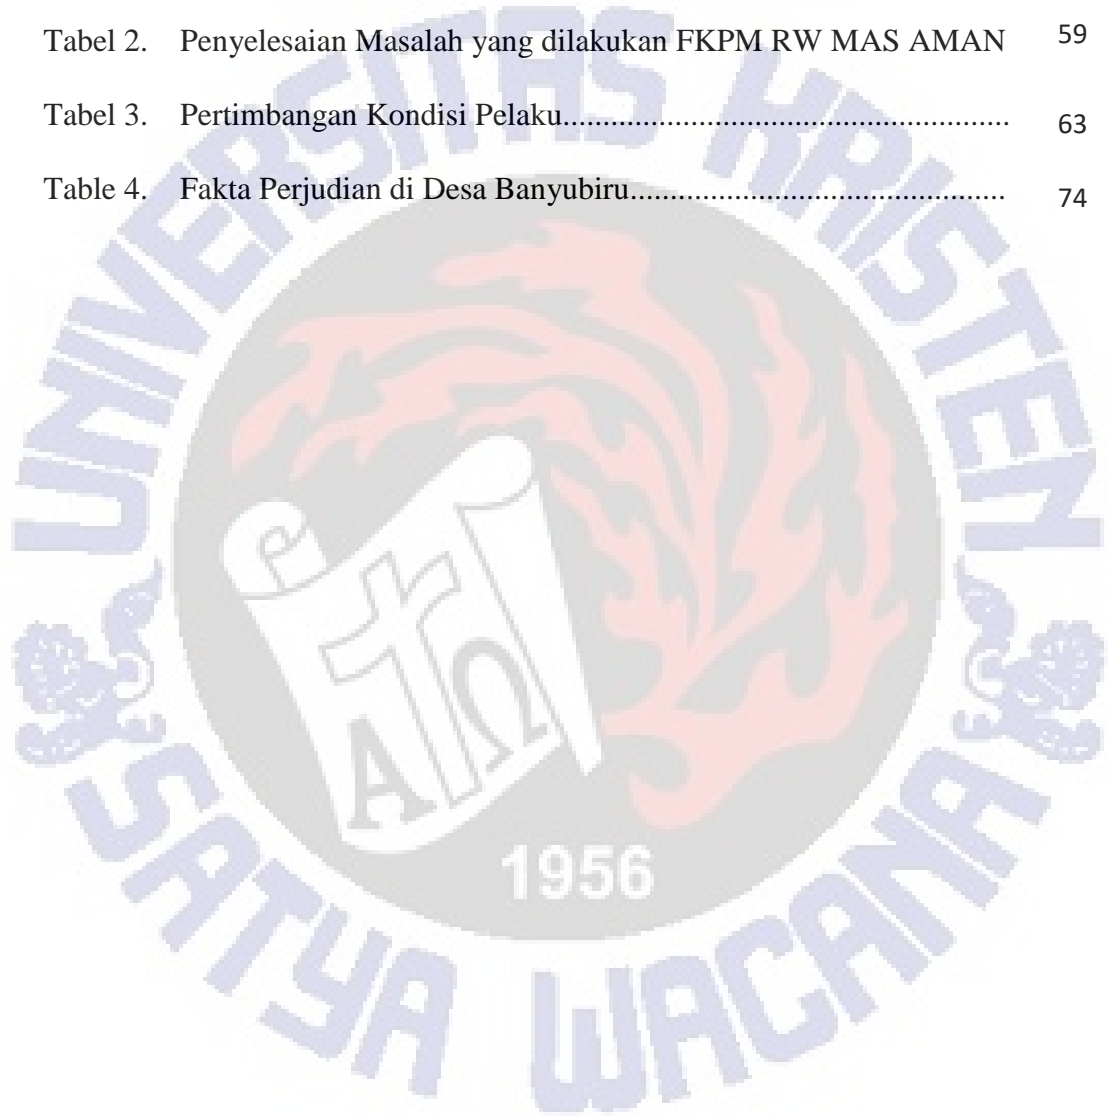 Tabel 2. Penyelesaian Masalah yang dilakukan FKPM RW MAS AMAN 59
Tabel 3. Pertimbangan Kondisi Pelaku.................................................... 63
Table 4. Fakta Perjudian di Desa Banyubiru............................................ 74
UNIVERSITAS KRISTEN
Α Ω
1956
SATYA WACANA